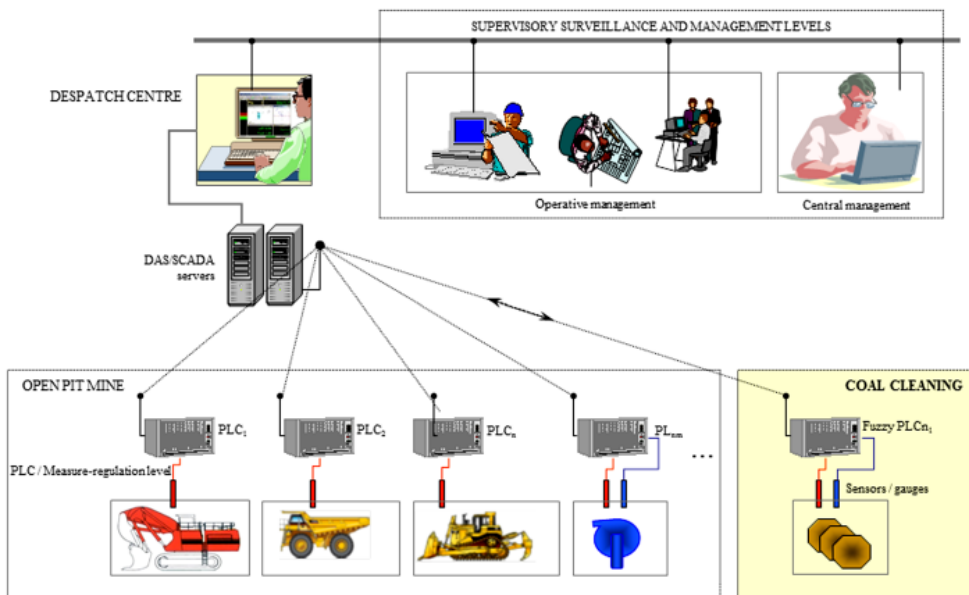 SUPERVISORY SURVEILLANCE AND MANAGEMENT LEVELS
DESPATCH CENTRE
Operative management
Central management
DAS/SCADA
servers
OPEN PIT MINE
COAL CLEANING
PLC1
PLC2
PLCn
PLnm
Fuzzy PLCn1
...
PLC / Measure-regulation level
Sensors / gauges